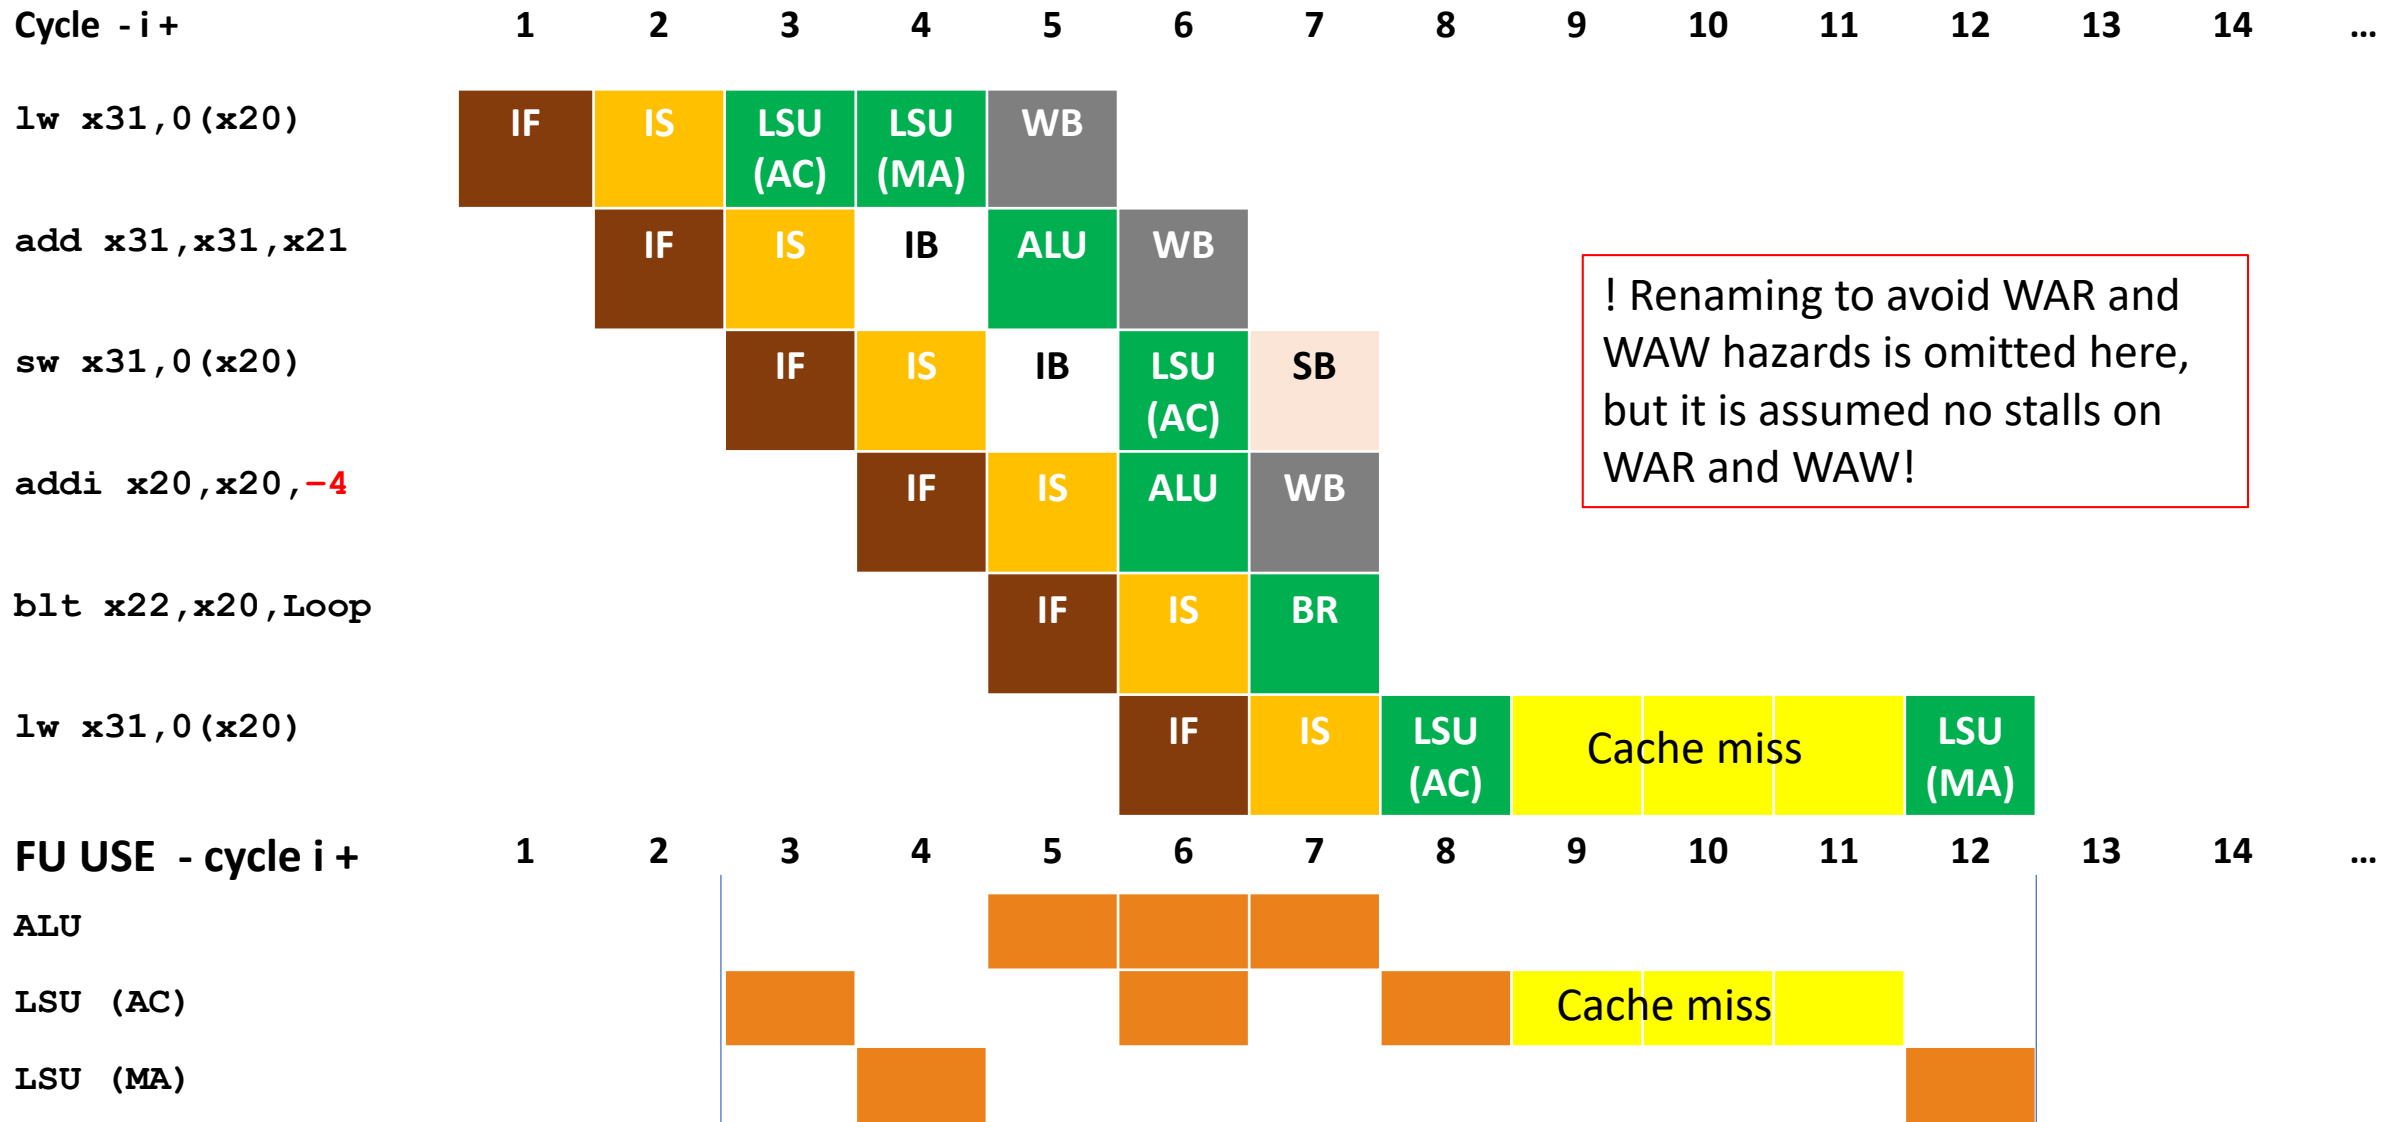 Cycle - i + 1 2 3 4 5 6 7 8 9 10 11 12 13 14 …
lw x31,0(x20) IF IS LSU (AC) LSU (MA) WB
add x31,x31,x21 IF IS IB ALU WB
sw x31,0(x20) IF IS IB LSU (AC) SB
addi x20,x20,−4 IF IS ALU WB
blt x22,x20,Loop IF IS BR
lw x31,0(x20) IF IS LSU (AC) Cache miss LSU (MA)
! Renaming to avoid WAR and
WAW hazards is omitted here,
but it is assumed no stalls on
WAR and WAW!
FU USE - cycle i + 1 2 3 4 5 6 7 8 9 10 11 12 13 14 …
ALU
LSU (AC) Cache miss
LSU (MA)